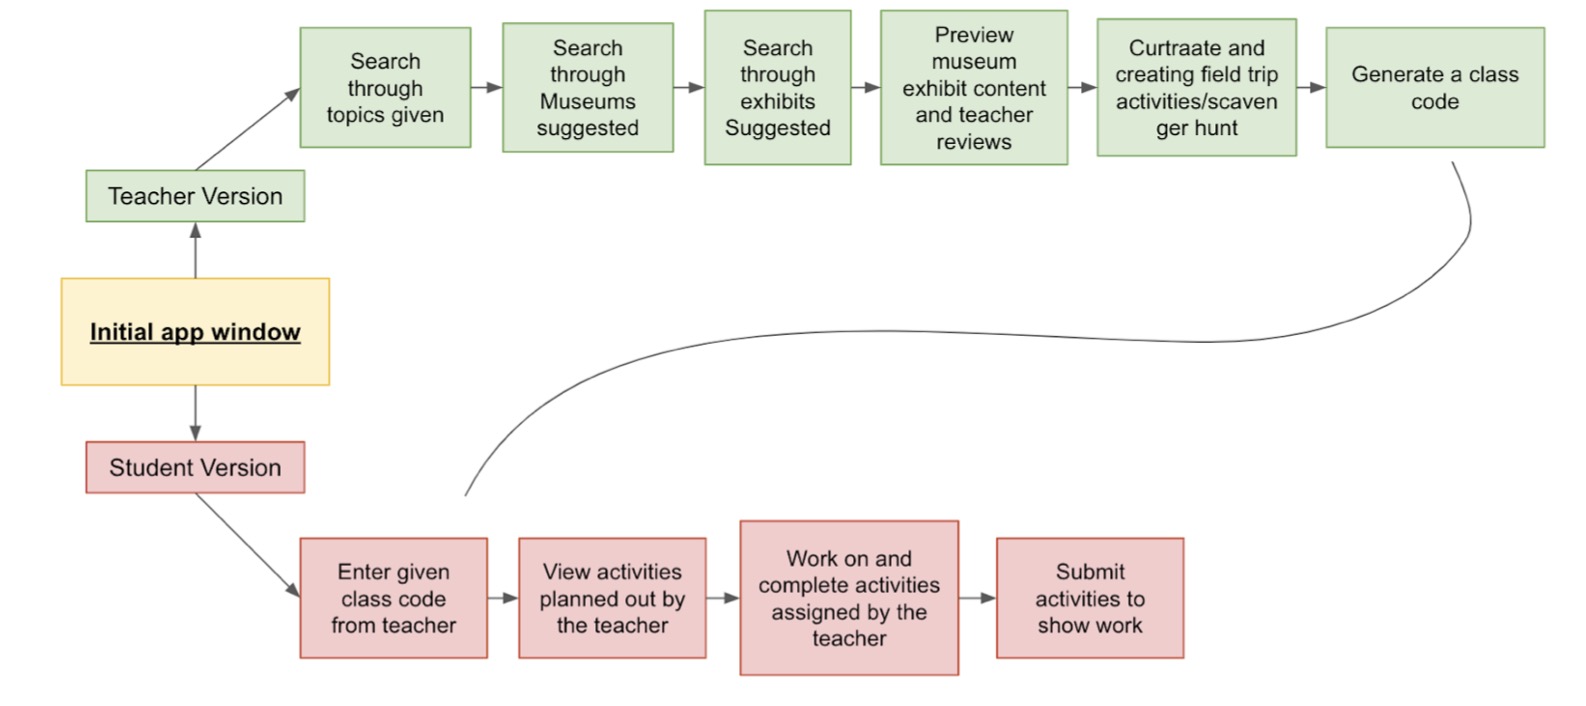 Search
through
topics given
Search
through
Museums
suggested
Search
through
exhibits
Suggested
Preview
museum
exhibit content
and teacher
reviews
Curtraate and
creating field trip
activities/scaven
ger hunt
Generate a class
code
Teacher Version
Initial app window
Student Version
Enter given
class code
from teacher
View activities
planned out by
the teacher
Work on and
complete activities
assigned by the
teacher
Submit
activities to
show work